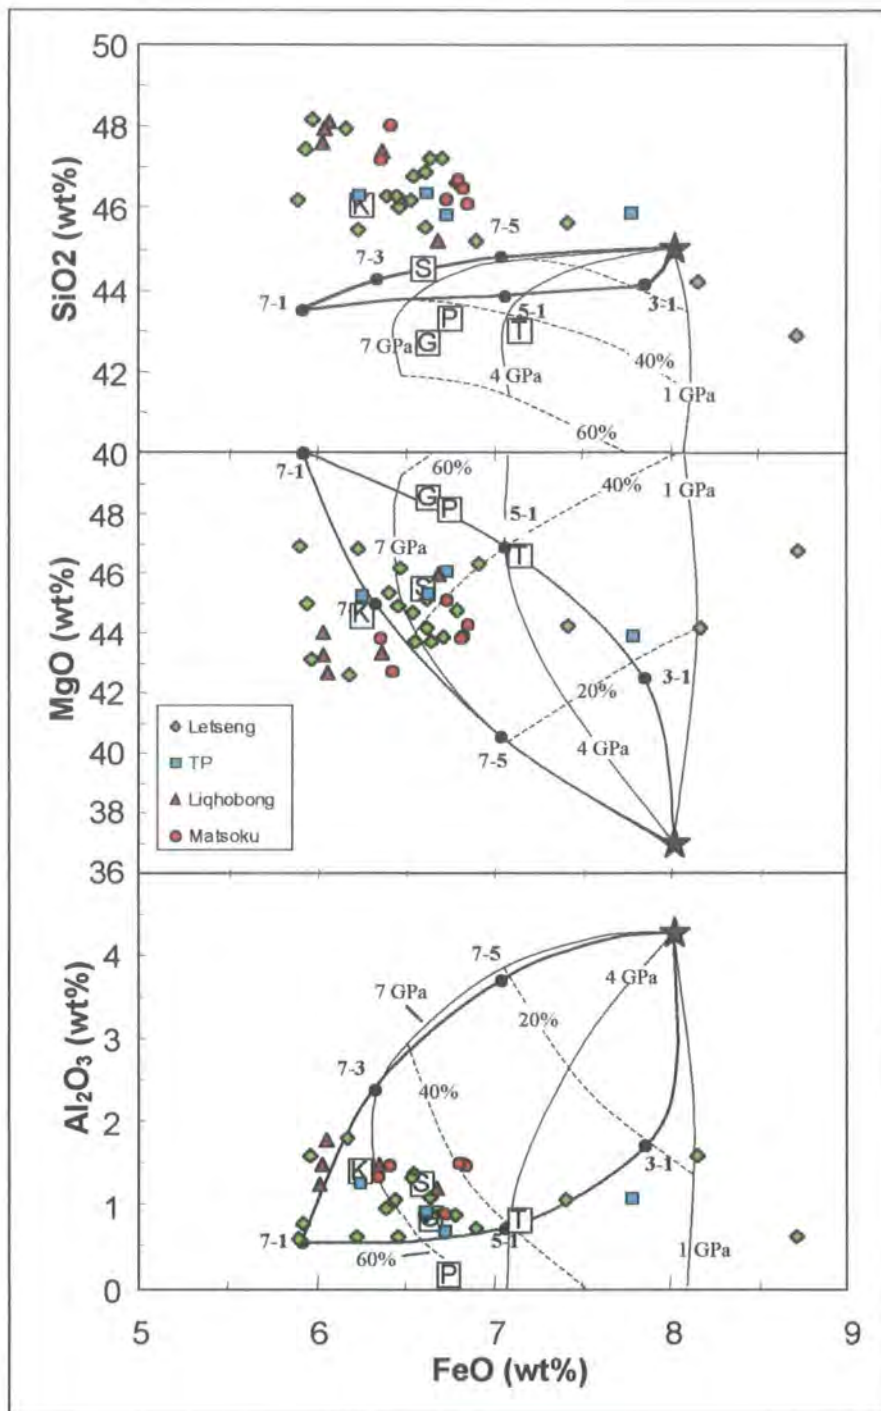 50
48
46
44
42
SiO2 (wt%)
K
7-5
7-3
S
7-1
5-1
3-1
P
G
T
7 GPa
4 GPa
40%
1 GPa
60%
40
48
46
44
42
40
38
36
MgO (wt%)
7-1
60%
G
P
5-1
40%
1 GPa
7 GPa
T
S
K
3-1
20%
7-5
4 GPa
Letseng
TP
Liqhobong
Matsoku
4
3
2
1
0
Al₂O₃ (wt%)
7-5
7 GPa
4 GPa
20%
7-3
40%
K
S
3-1
T
7-1
5-1
60%
P
1 GPa
5 6 7 8 9
FeO (wt%)